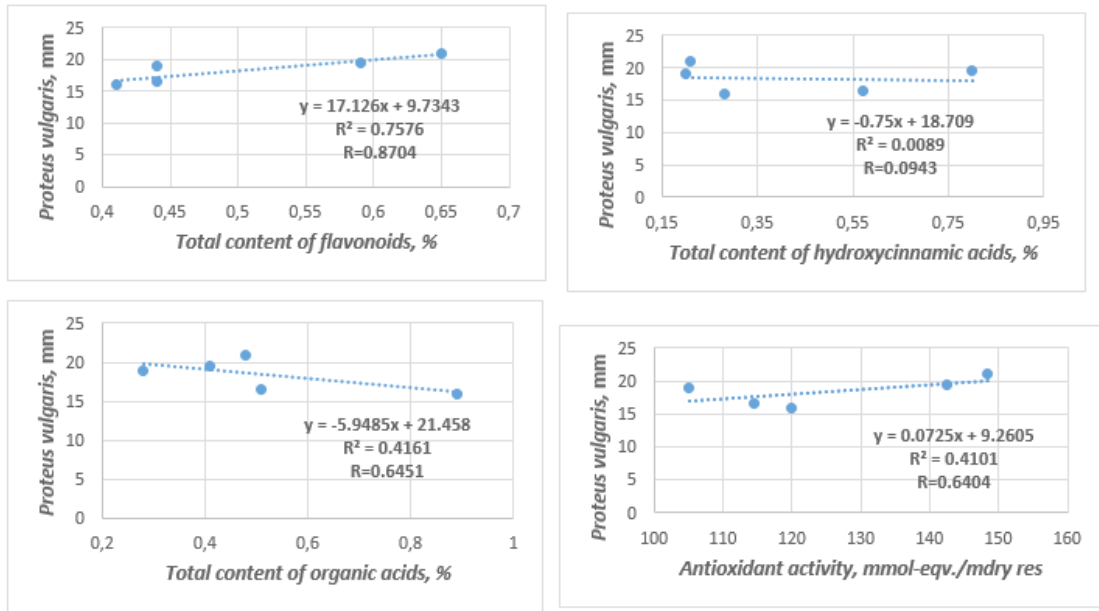 Proteus vulgaris, mm
25
20
15
10
5
0
y = 17.126x + 9.7343
R² = 0.7576
R=0.8704
0,4
0,45
0,5
0,55
0,6
0,65
0,7
Total content of flavonoids, %
Proteus vulgaris, mm
25
20
15
10
5
0
y = -0.75x + 18.709
R² = 0.0089
R=0.0943
0,15
0,35
0,55
0,75
0,95
Total content of hydroxycinnamic acids, %
Proteus vulgaris, mm
25
20
15
10
5
0
y = -5.9485x + 21.458
R² = 0.4161
R=0.6451
0,2
0,4
0,6
0,8
1
Total content of organic acids, %
Proteus vulgaris, mm
25
20
15
10
5
0
y = 0.0725x + 9.2605
R² = 0.4101
R=0.6404
100
110
120
130
140
150
160
Antioxidant activity, mmol-eqv./mdry res